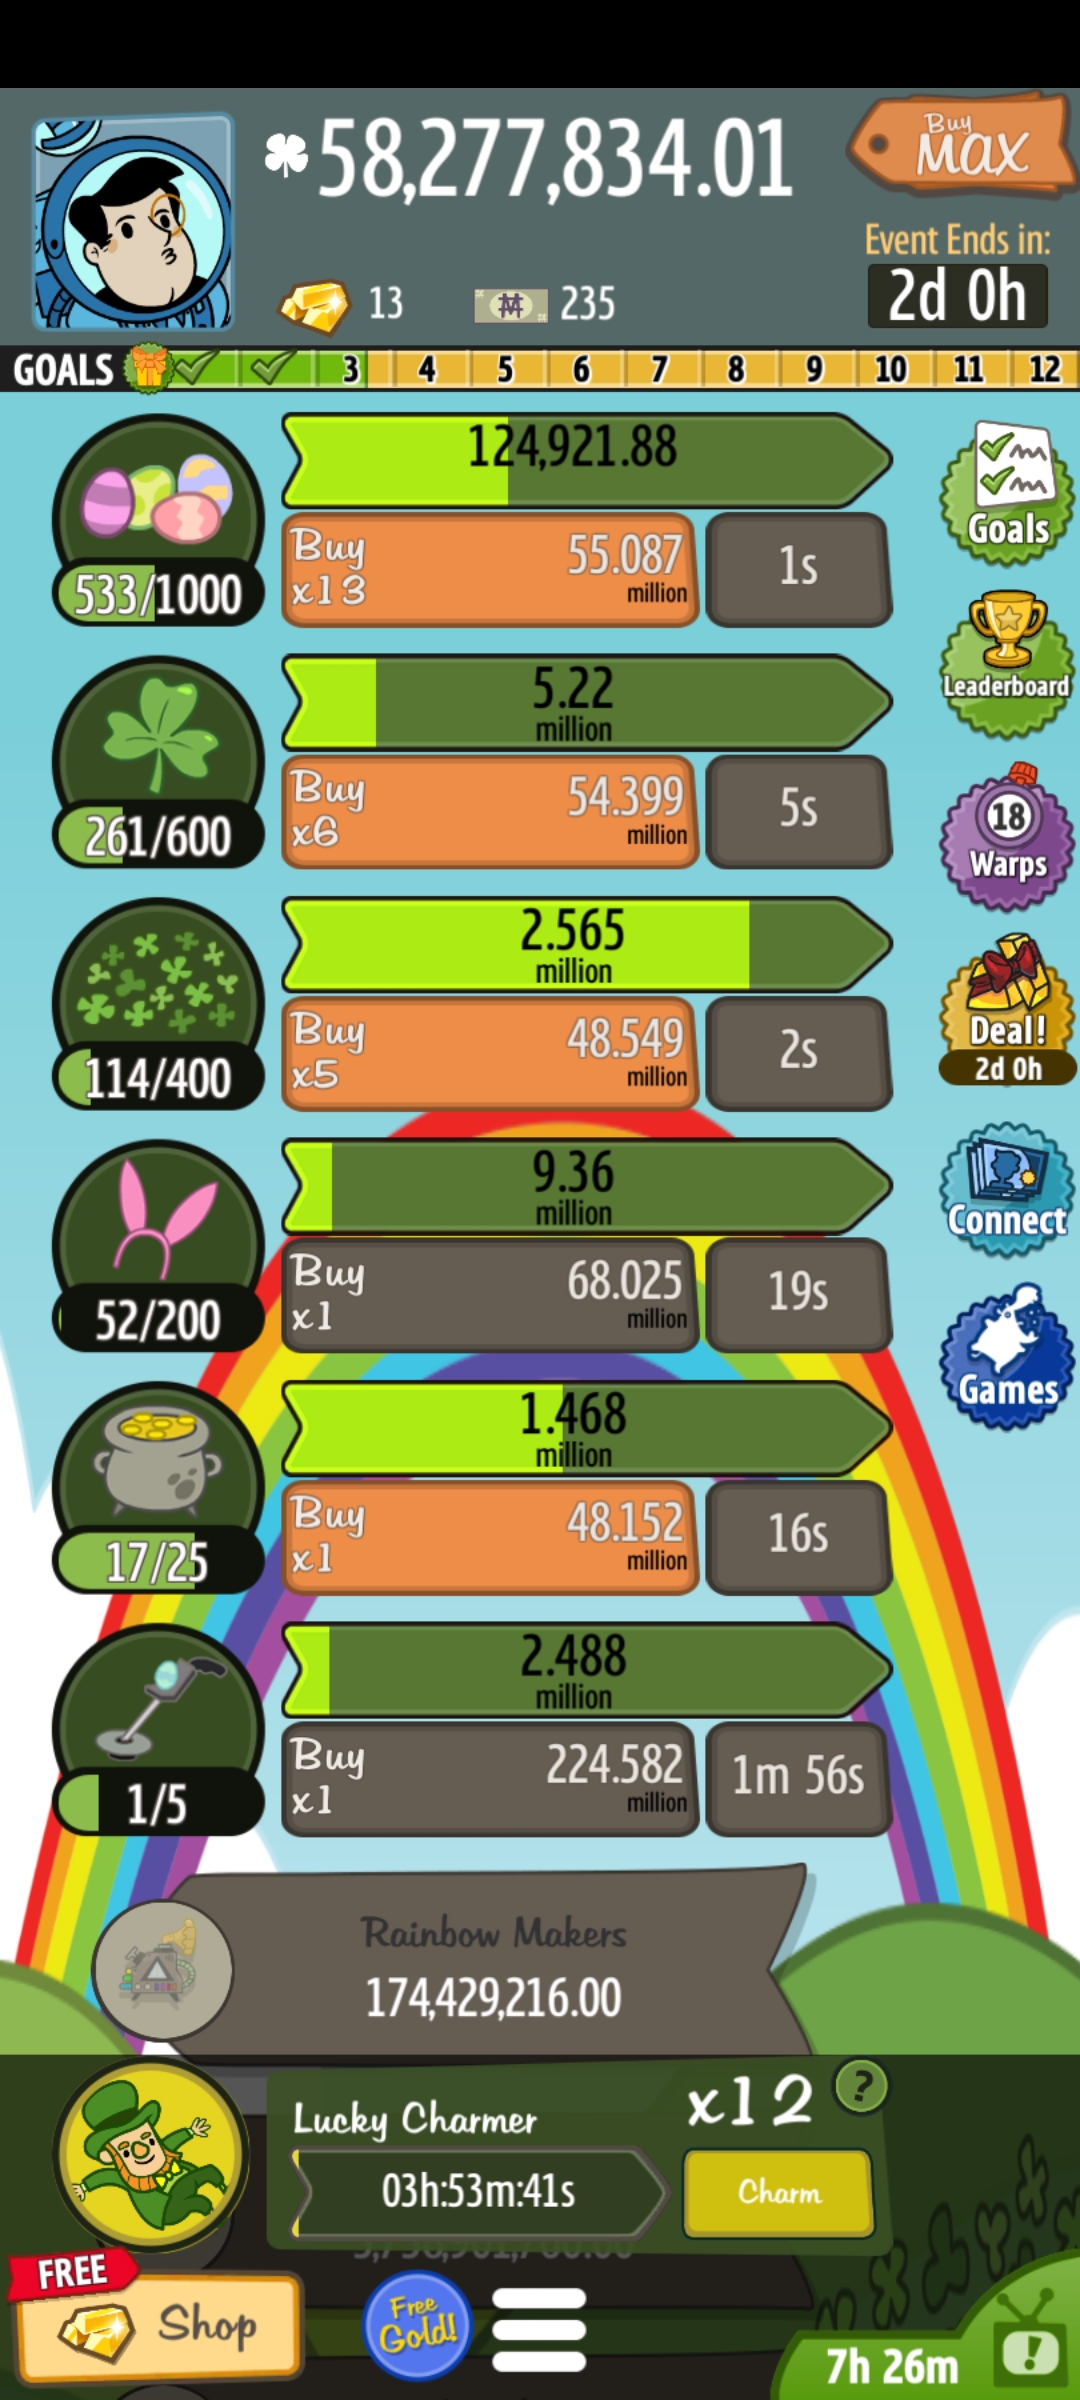 58,277,834.01
Buy
MAX
Event Ends in:
2d 0h
13
235
GOALS
3
4
5
6
7
8
9
10
11
12
124,921.88
Buy
x13
55.087
million
1s
533/1000
Goals
5.22
million
Leaderboard
Buy
x6
54.399
million
5s
261/600
18
Warps
2.565
million
Buy
x5
48.549
million
2s
114/400
Deal!
2d 0h
9.36
million
Connect
Buy
x1
68.025
million
19s
52/200
Games
1.468
million
Buy
x1
48.152
million
16s
17/25
2.488
million
Buy
x1
224.582
million
1m 56s
1/5
Rainbow Makers
174,429,216.00
Lucky Charmer
x12
?
03h:53m:41s
Charm
FREE
Shop
Free
Gold!
7h 26m